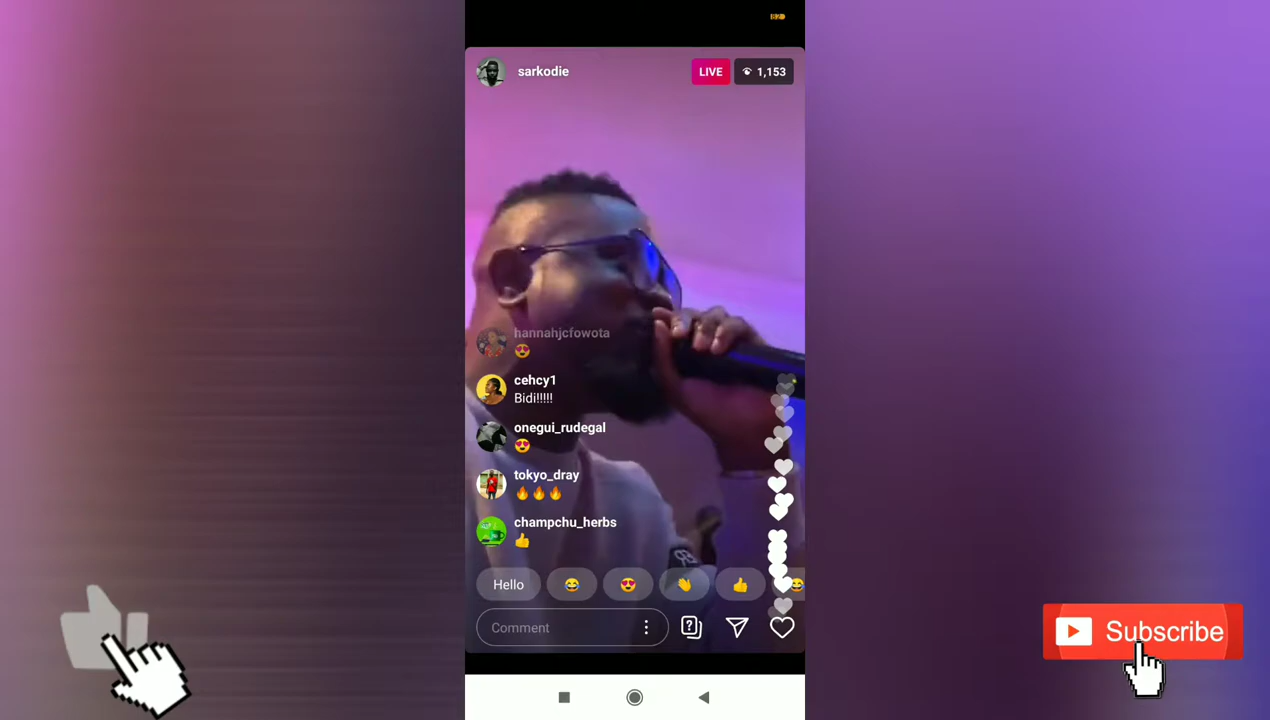 sarkodie
LIVE
1,153
hannahjcfowota
😍
cehcy1
Bidi!!!!!
onegui_rudegal
😍
tokyo_dray
🔥🔥🔥
champchu_herbs
👍
Hello 😂 😍 👏 👍 😅
Comment
Subscribe